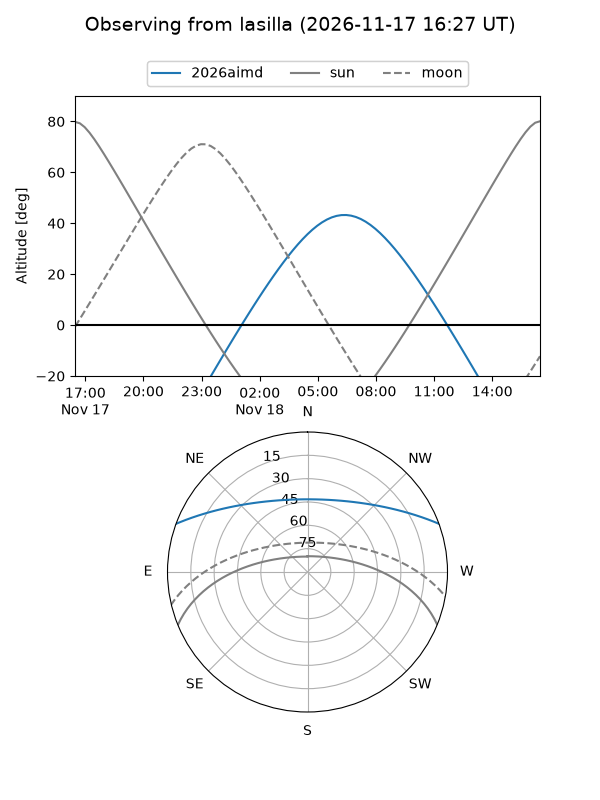 Observing from lasilla (2026-11-17 16:27 UT)
2026aimd sun moon
Altitude [deg]
80
60
40
20
0
−20
17:00 20:00 23:00 02:00 05:00 08:00 11:00 14:00
Nov 17 Nov 18
N
NE NW
15
30
45
60
75
E W
SE SW
S